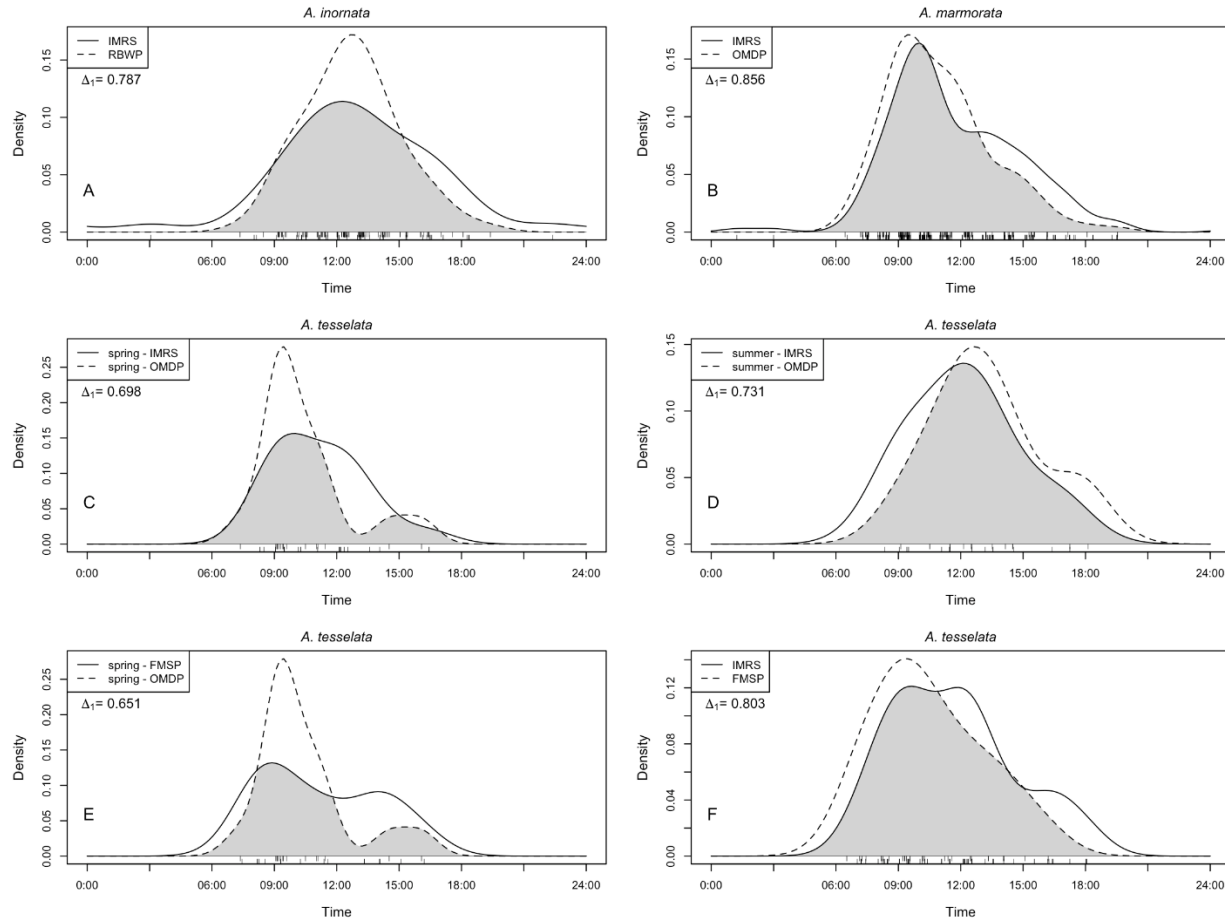 A. inornata
IMRS
RBWP
Δ1= 0.787
A
Density
0.00 0.05 0.10 0.15
0:00 06:00 09:00 12:00 15:00 18:00 24:00
Time
A. marmorata
IMRS
OMDP
Δ1= 0.856
B
Density
0.00 0.05 0.10 0.15
0:00 06:00 09:00 12:00 15:00 18:00 24:00
Time
A. tesselata
spring - IMRS
spring - OMDP
Δ1= 0.698
C
Density
0.00 0.05 0.10 0.15 0.20 0.25
0:00 06:00 09:00 12:00 15:00 18:00 24:00
Time
A. tesselata
summer - IMRS
summer - OMDP
Δ1= 0.731
D
Density
0.00 0.05 0.10 0.15
0:00 06:00 09:00 12:00 15:00 18:00 24:00
Time
A. tesselata
spring - FMSP
spring - OMDP
Δ1= 0.651
E
Density
0.00 0.05 0.10 0.15 0.20 0.25
0:00 06:00 09:00 12:00 15:00 18:00 24:00
Time
A. tesselata
IMRS
FMSP
Δ1= 0.803
F
Density
0.00 0.04 0.08 0.12
0:00 06:00 09:00 12:00 15:00 18:00 24:00
Time